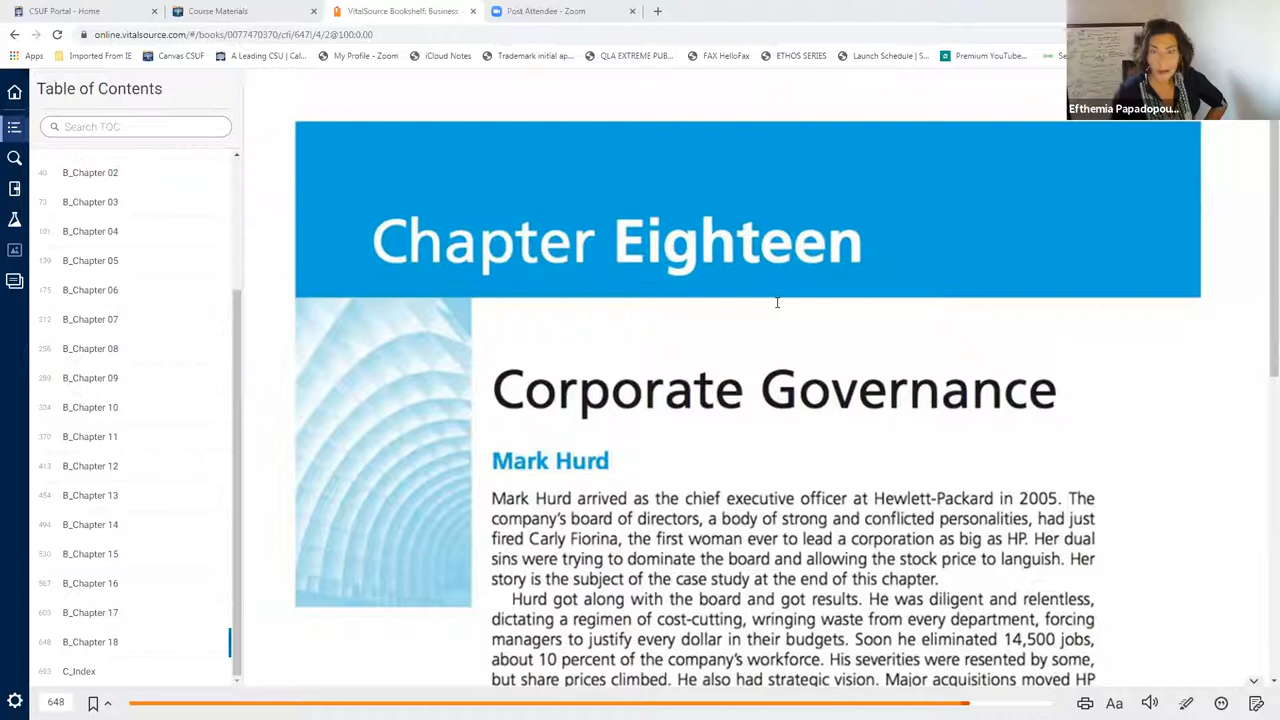 CSUF Home Portal
Course Materials
VitalSource Bookshelf: Business
Post Attendee - Zoom
online.vitalsource.com/#/books/0077470370/cfi/647!/4/2@100:0.00
Apps
Imported From IE
Canvas CSUF
A Leading CSU | Cal...
My Profile - Zoom
iCloud Notes
Trademark initial ap...
QLA EXTREME PUB...
FAX HelloFax
ETHOS SERIES
Launch Schedule | S...
Premium YouTube...
Efthemia Papadopou...
Table of Contents
Search TOC
49 B_Chapter 02
73 B_Chapter 03
101 B_Chapter 04
139 B_Chapter 05
175 B_Chapter 06
212 B_Chapter 07
256 B_Chapter 08
289 B_Chapter 09
324 B_Chapter 10
370 B_Chapter 11
413 B_Chapter 12
454 B_Chapter 13
494 B_Chapter 14
530 B_Chapter 15
567 B_Chapter 16
603 B_Chapter 17
648 B_Chapter 18
693 C_Index
Chapter Eighteen
Corporate Governance
Mark Hurd
Mark Hurd arrived as the chief executive officer at Hewlett-Packard in 2005. The
company's board of directors, a body of strong and conflicted personalities, had just
fired Carly Fiorina, the first woman ever to lead a corporation as big as HP. Her dual
sins were trying to dominate the board and allowing the stock price to languish. Her
story is the subject of the case study at the end of this chapter.
Hurd got along with the board and got results. He was diligent and relentless,
dictating a regimen of cost-cutting, wringing waste from every department, forcing
managers to justify every dollar in their budgets. Soon he eliminated 14,500 jobs,
about 10 percent of the company's workforce. His severities were resented by some,
but share prices climbed. He also had strategic vision. Major acquisitions moved HP
648
Aa